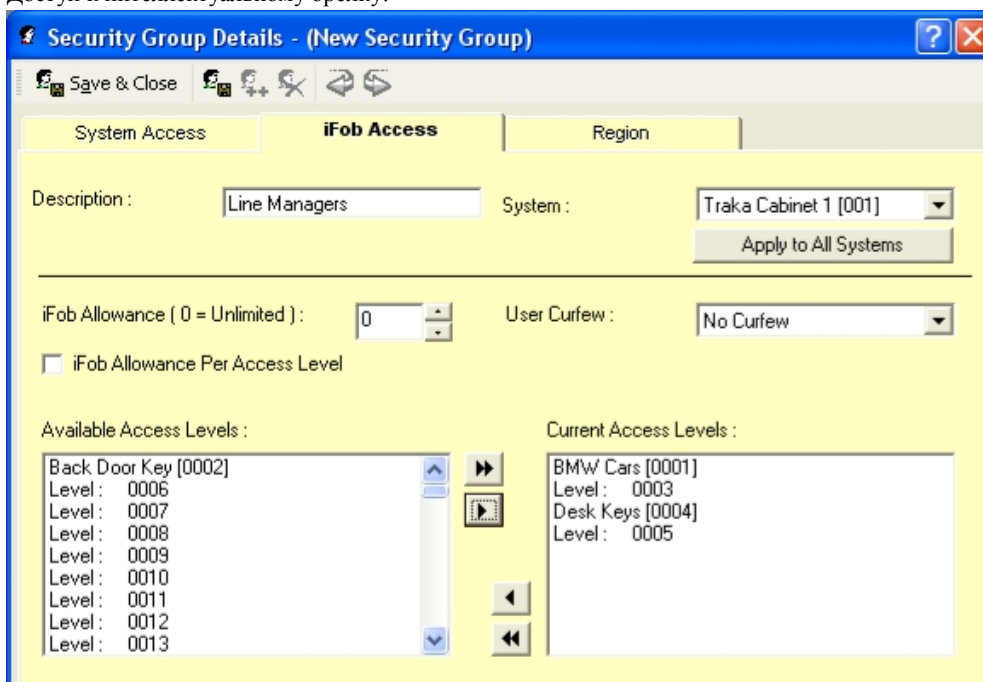 Доступ к интеллектуальному брелку.
Security Group Details - (New Security Group)
Save & Close
System Access
iFob Access
Region
Description :
Line Managers
System :
Traka Cabinet 1 [001]
Apply to All Systems
iFob Allowance ( 0 = Unlimited ) :
0
User Curfew :
No Curfew
iFob Allowance Per Access Level
Available Access Levels :
Back Door Key [0002]
Level : 0006
Level : 0007
Level : 0008
Level : 0009
Level : 0010
Level : 0011
Level : 0012
Level : 0013
Current Access Levels :
BMW Cars [0001]
Level : 0003
Desk Keys [0004]
Level : 0005